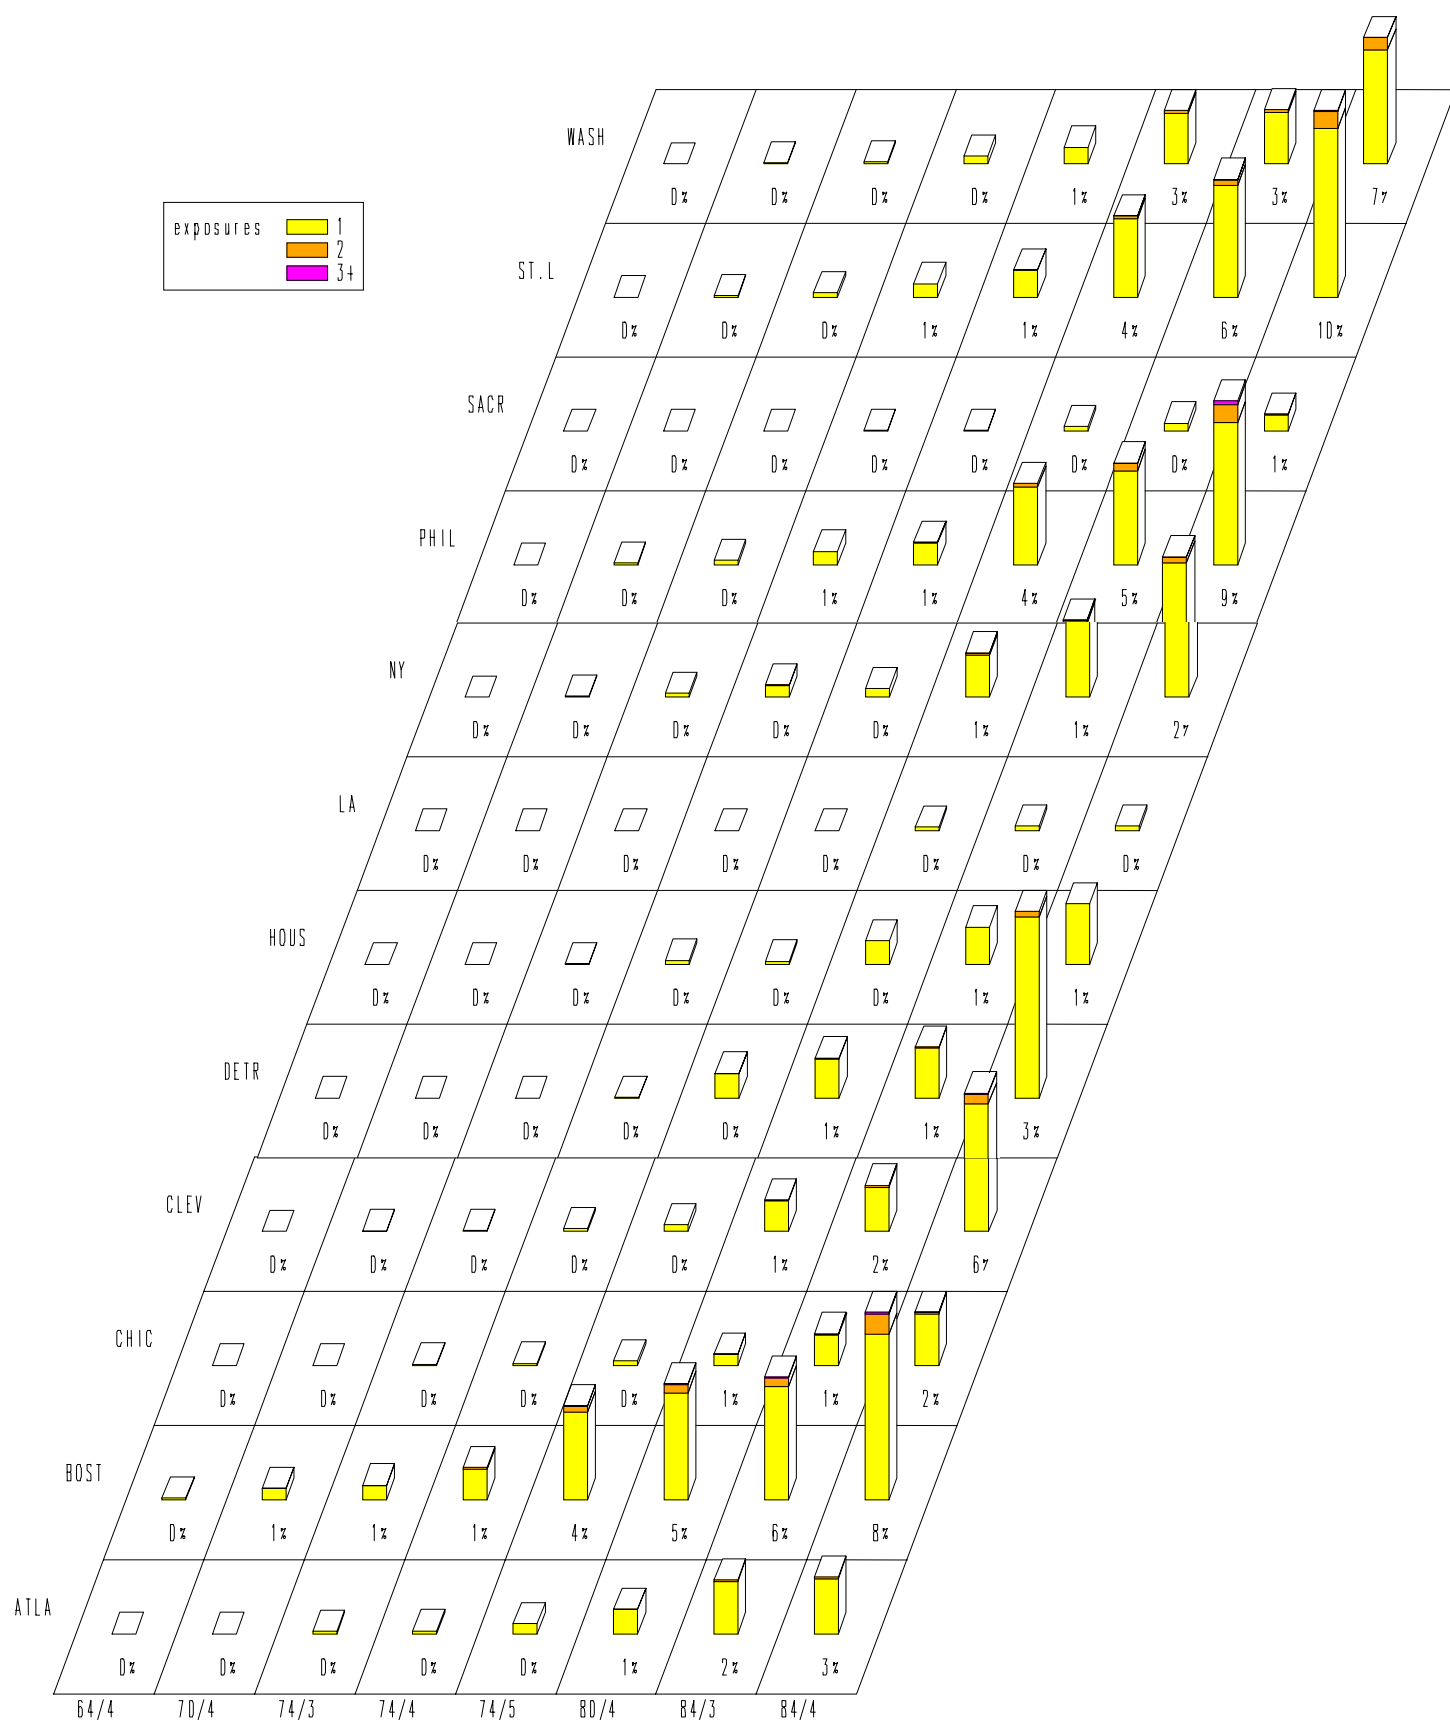 WASH
0% 0% 0% 0% 1% 3% 3% 7%
exposures 1
2
3+
ST.L
0% 0% 0% 1% 1% 4% 6% 10%
SACR
0% 0% 0% 0% 0% 0% 0% 1%
PHIL
0% 0% 0% 1% 1% 4% 5% 9%
NY
0% 0% 0% 0% 0% 1% 1% 2%
LA
0% 0% 0% 0% 0% 0% 0% 0%
HOUS
0% 0% 0% 0% 0% 0% 1% 1%
DETR
0% 0% 0% 0% 0% 1% 1% 3%
CLEV
0% 0% 0% 0% 0% 1% 2% 6%
CHIC
0% 0% 0% 0% 0% 1% 1% 2%
BOST
0% 1% 1% 1% 4% 5% 6% 8%
ATLA
0% 0% 0% 0% 0% 1% 2% 3%
64/4 70/4 74/3 74/4 74/5 80/4 84/3 84/4